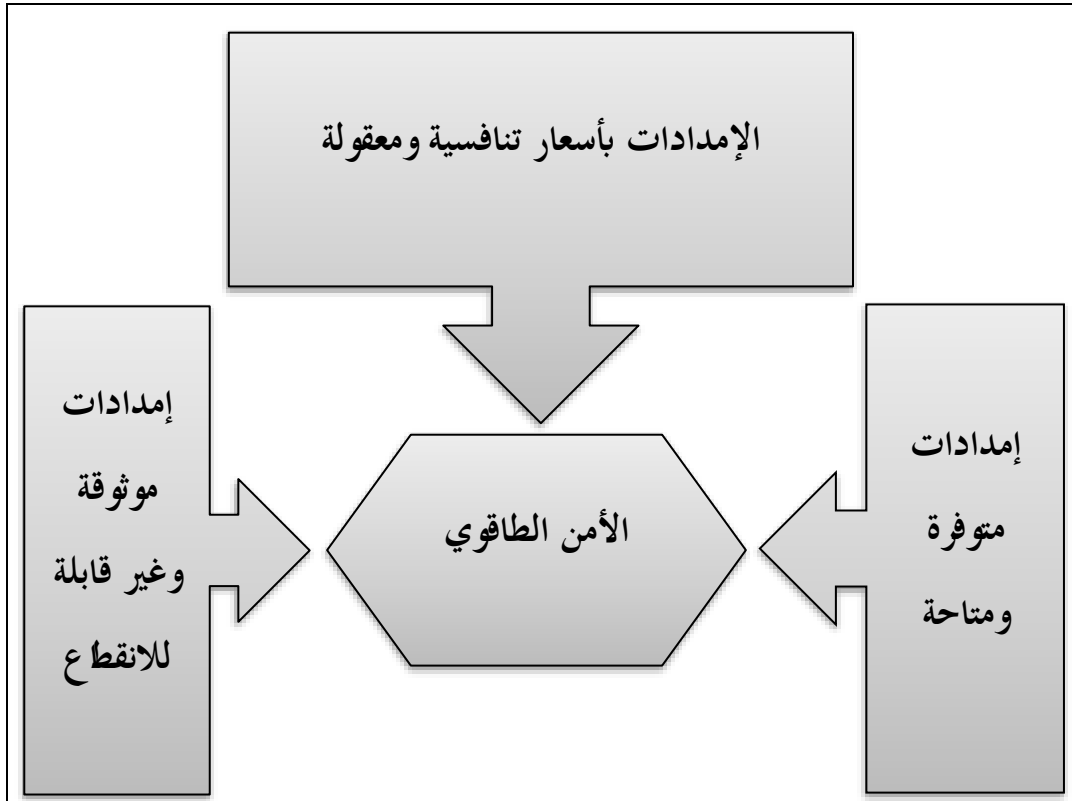 الإمدادات بأسعار تنافسية ومعقولة
إمدادات
متوفرة
ومتاحة
الأمن الطاقوي
إمدادات
موثوقة
وغير قابلة
للانقطاع